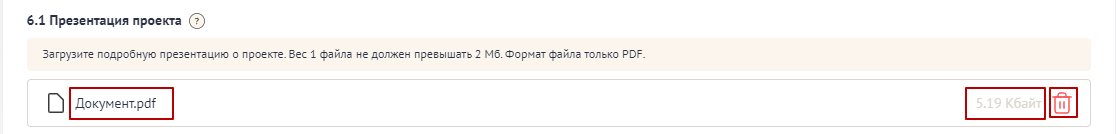 6.1 Презентация проекта ?
Загрузите подробную презентацию о проекте. Вес 1 файла не должен превышать 2 Мб. Формат файла только PDF.
Документ.pdf 5.19 Кбайт